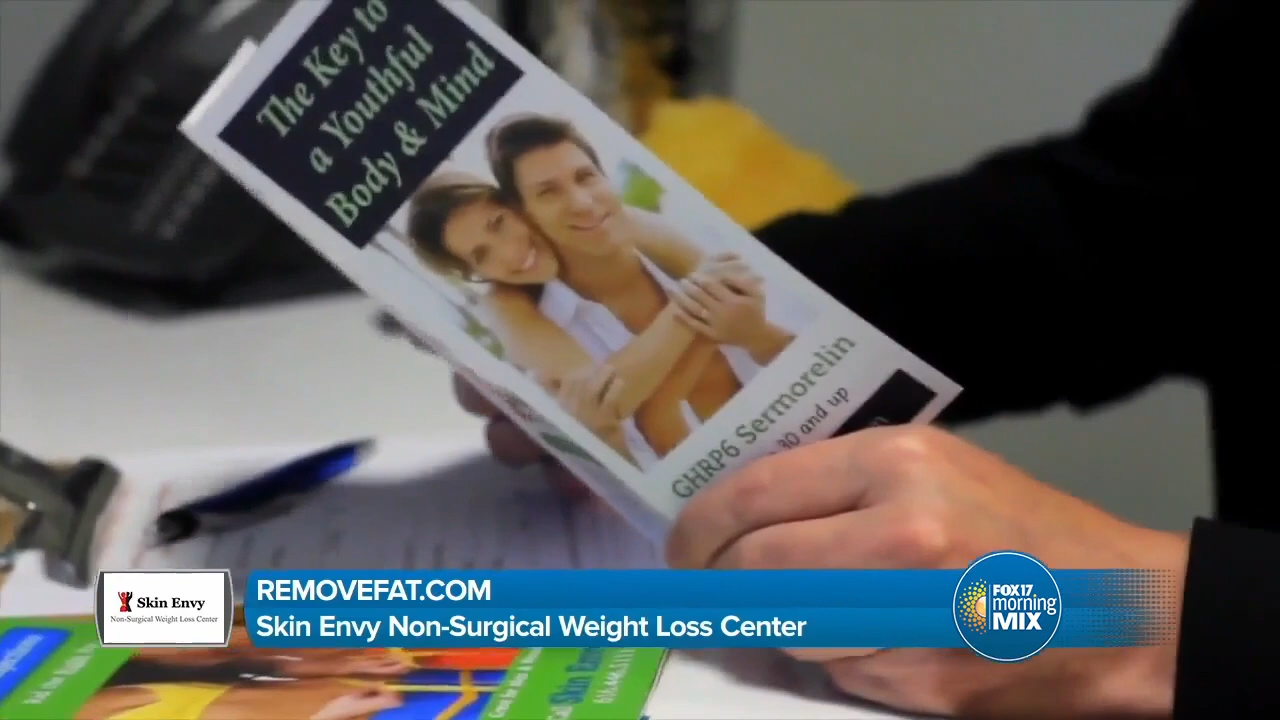 The Key to
a Youthful
Body & Mind
GHRP6 Sermorelin
30 and up
REMOVEFAT.COM
Skin Envy Non-Surgical Weight Loss Center
Skin Envy
Non-Surgical Weight Loss Center
FOX17
morning
MIX